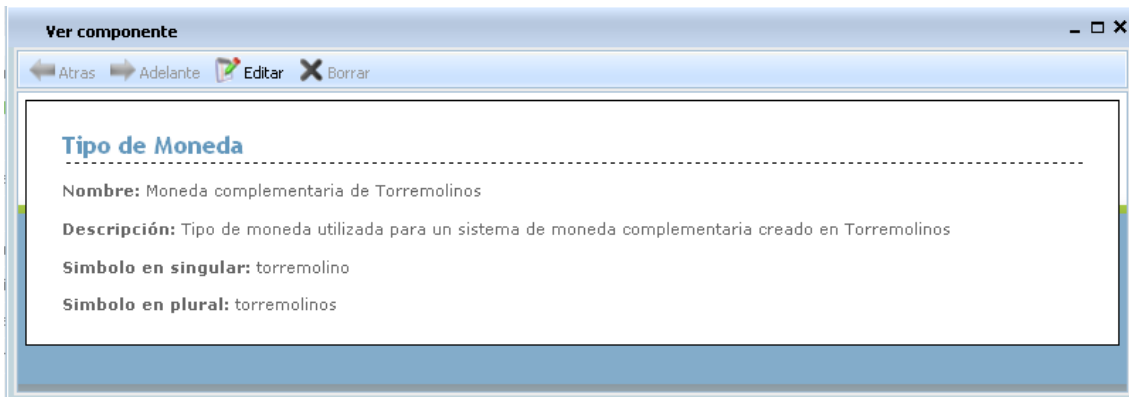 Ver componente
Atras Adelante Editar Borrar
Tipo de Moneda
Nombre: Moneda complementaria de Torremolinos
Descripción: Tipo de moneda utilizada para un sistema de moneda complementaria creado en Torremolinos
Simbolo en singular: torremolino
Simbolo en plural: torremolinos